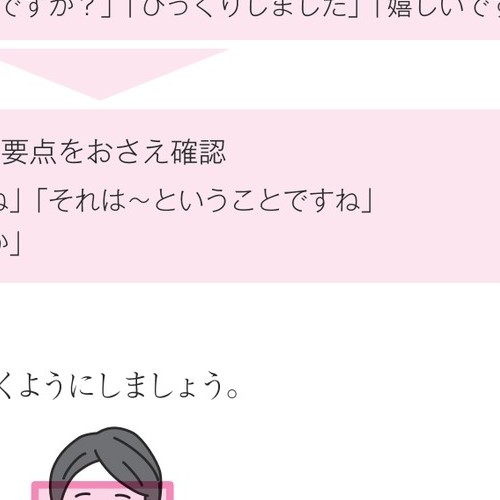 ですか？」「びっくりしました」「嬉しいです
要点をおさえ確認
ね」「それは～ということですね」
か」
くようにしましょう。